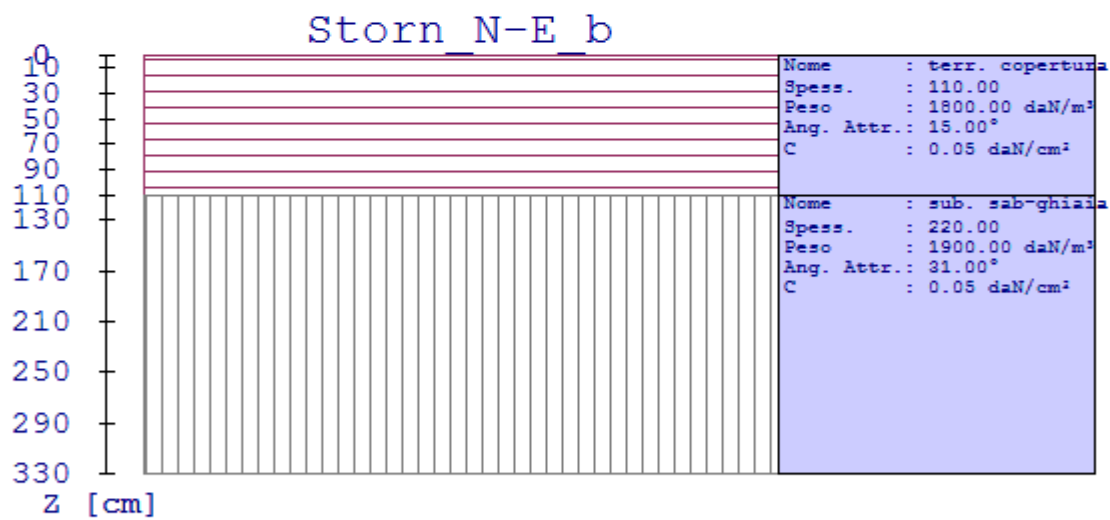 Storn_N-E_b
0
10
30
50
70
90
110
130
170
210
250
290
330
Z [cm]
Nome : terr. copertura
Spess. : 110.00
Peso : 1800.00 daN/m³
Ang. Attr.: 15.00°
C : 0.05 daN/cm²
Nome : sub. sab-ghiaia
Spess. : 220.00
Peso : 1900.00 daN/m³
Ang. Attr.: 31.00°
C : 0.05 daN/cm²